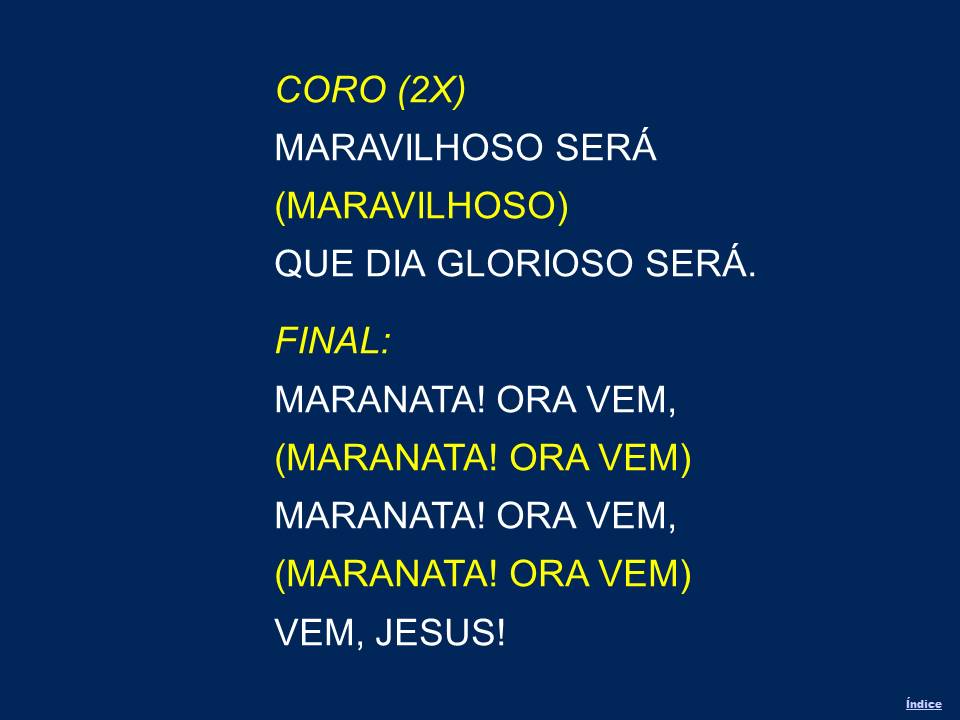 CORO (2X)
MARAVILHOSO SERÁ
(MARAVILHOSO)
QUE DIA GLORIOSO SERÁ.
FINAL:
MARANATA! ORA VEM,
(MARANATA! ORA VEM)
MARANATA! ORA VEM,
(MARANATA! ORA VEM)
VEM, JESUS!
Índice